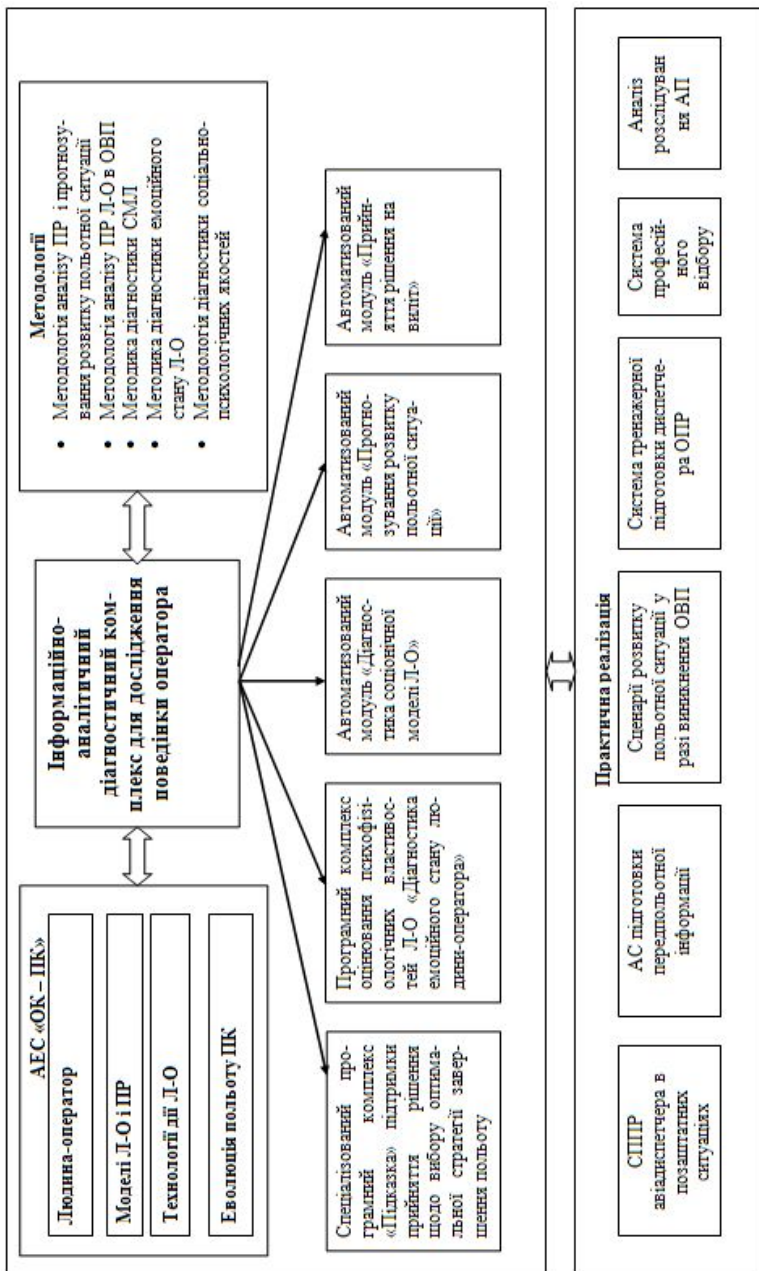 АЕС «ОК – ПК»
Людина-оператор
Моделі Л-О і ПР
Технології дії Л-О
Еволюція польоту ПК
Інформаційно-
аналітичний
діагностичний ком-
плекс для дослідження
поведінки оператора
Методології
• Методологія аналізу ПР і прогнозу-
вання розвитку польотної ситуації
• Методологія аналізу ПР Л-О в ОВП
• Методика діагностики СМЛ
• Методика діагностики емоційного
стану Л-О
• Методологія діагностики соціально-
психологічних якостей
Спеціалізований про-
грамний комплекс
«Підказка» підтримки
прийняття рішення
щодо вибору оптима-
льної стратегії завер-
шення польоту
Програмний комплекс
оцінювання психофізі-
ологічних властивос-
тей Л-О «Діагностика
емоційного стану лю-
дини-оператора»
Автоматизований
модуль «Діагнос-
тика соціонічної
моделі Л-О»
Автоматизований
модуль «Прогно-
зування розвитку
польотної ситуа-
ції»
Автоматизований
модуль «Прийн-
яття рішення на
виліт»
Практична реалізація
СППР
авіадиспетчера в
позаштатних
ситуаціях
АС підготовки
передпольотної
інформації
Сценарії розвитку
польотної ситуації у
разі виникнення ОВП
Система тренажерної
підготовки диспетче-
ра ОПР
Система
професій-
ного
відбору
Аналіз
розслідуван
ня АП